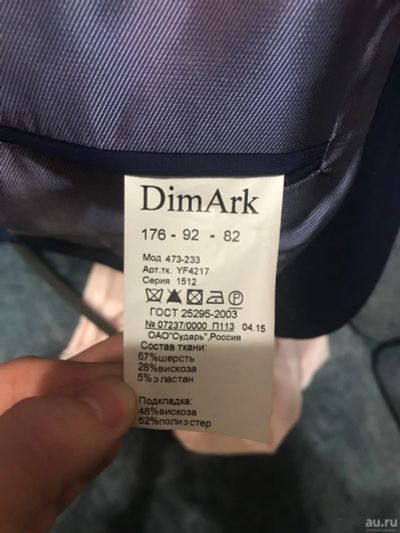 DimArk
176 - 92 - 82
Мод 473-233
Арт.тк. YF4217
Серия 1512
P
ГОСТ 25295-2003
№ 07237/0000 П113 04.15
ОАО"Сударь",Россия
Состав ткани:
67%шерсть
28%вискоза
5%эластан
Подкладка:
48%вискоза
52%полиэстер
au.ru